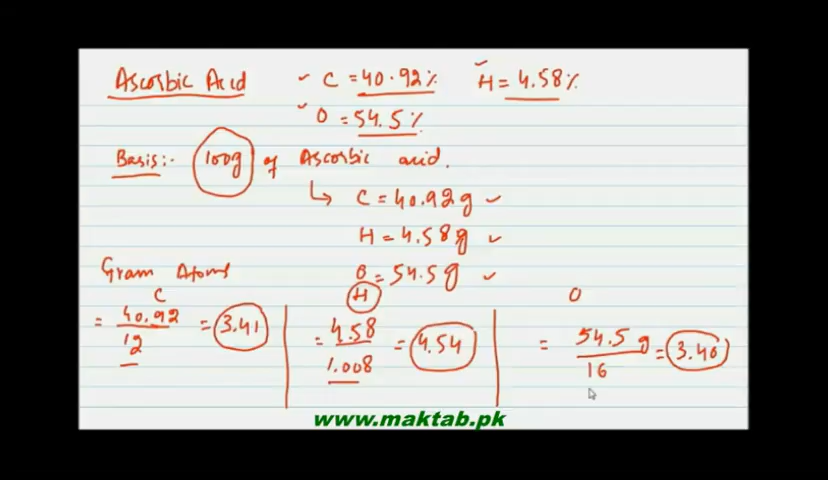 Ascorbic Acid C = 40.92% H = 4.58%
O = 54.5%
Basis:- 100g of Ascorbic acid.
C = 40.92g
H = 4.58g
O = 54.5g
Gram Atoms
C H O
= 40.92/12 = 3.41 = 4.58/1.008 = 4.54 = 54.5g/16 = 3.40
www.maktab.pk